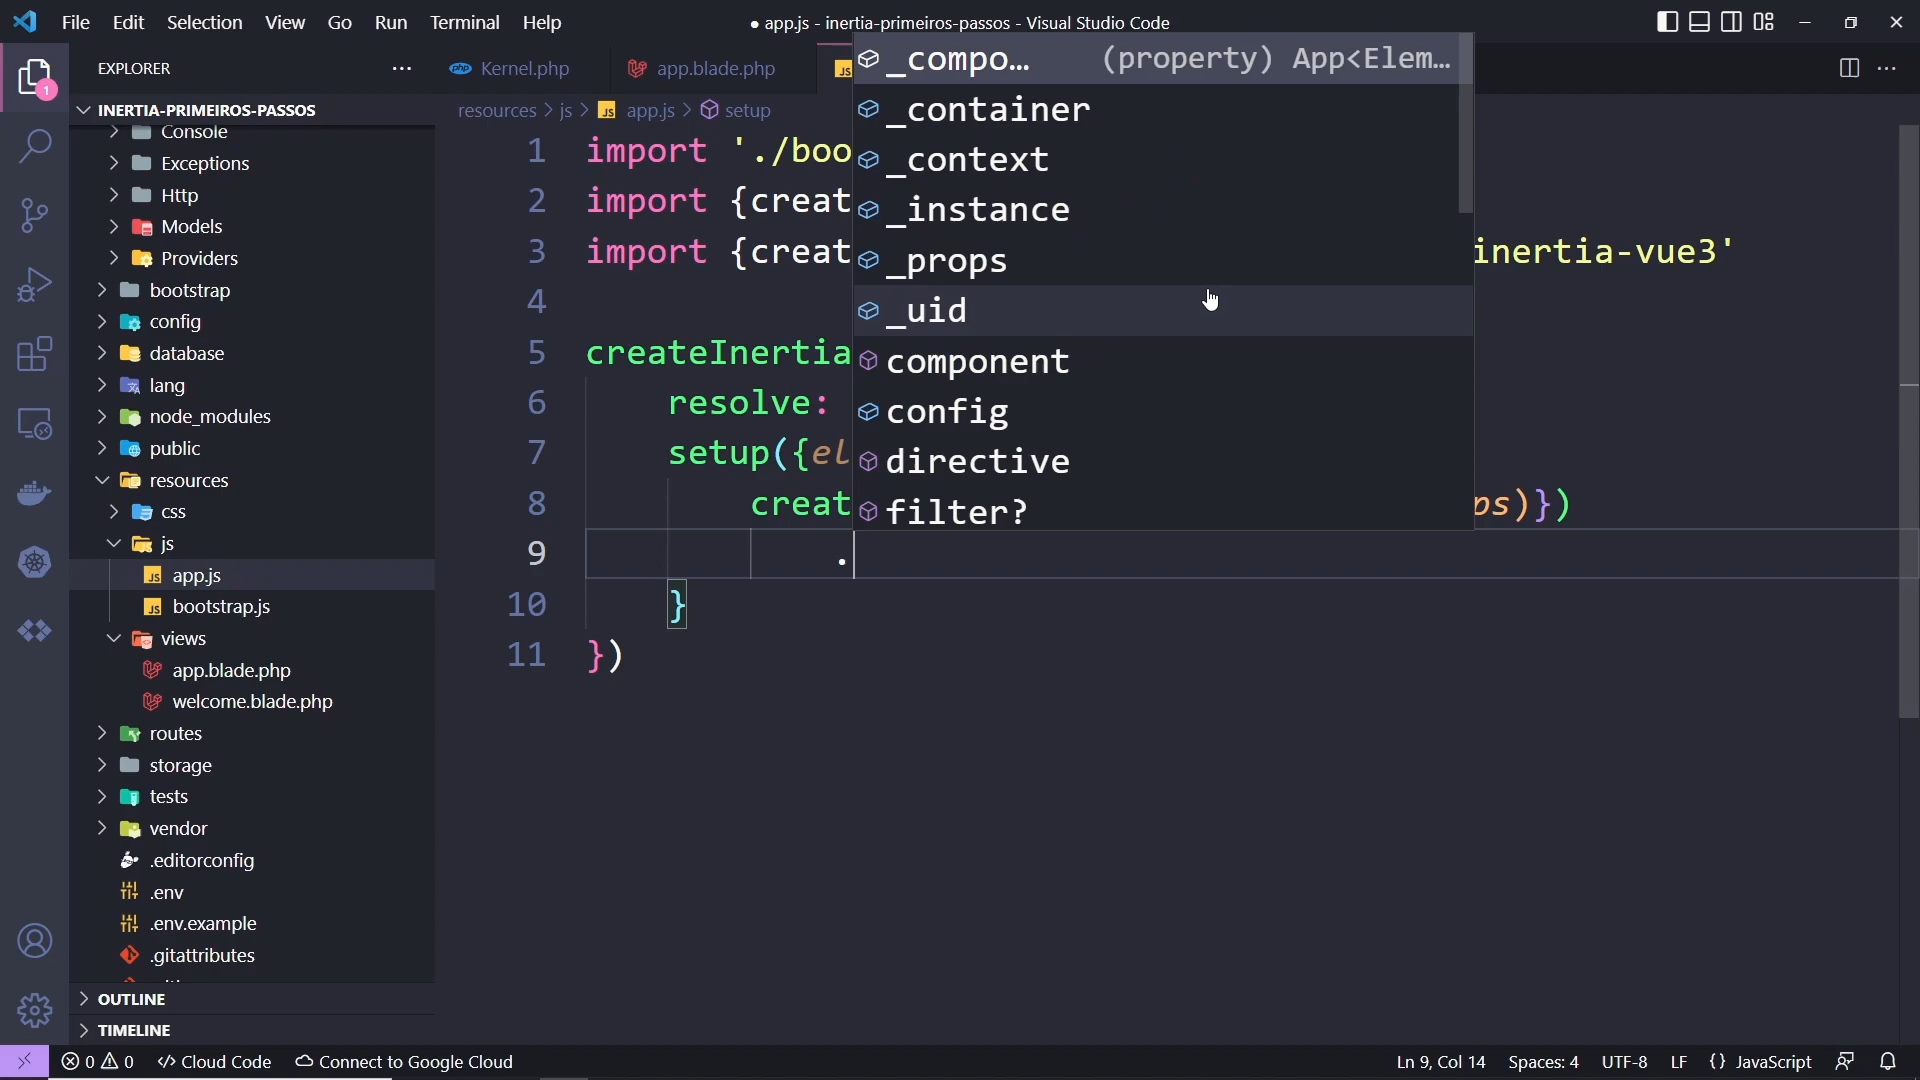 File Edit Selection View Go Run Terminal Help
● app.js - inertia-primeiros-passos - Visual Studio Code
EXPLORER
1
Kernel.php
app.blade.php
JS
INERTIA-PRIMEIROS-PASSOS
Console
Exceptions
Http
Models
Providers
bootstrap
config
database
lang
node_modules
public
resources
css
js
JS app.js
JS bootstrap.js
views
app.blade.php
welcome.blade.php
routes
storage
tests
vendor
.editorconfig
.env
.env.example
.gitattributes
OUTLINE
TIMELINE
resources > js > JS app.js > setup
1 import './boo
2 import {creat
3 import {creat inertia-vue3'
4
5 createInertia
6 resolve:
7 setup({el
8 creat ps)})
9 .
10 }
11 })
_compo... (property) App<Elem...
_container
_context
_instance
_props
_uid
component
config
directive
filter?
0 0 Cloud Code Connect to Google Cloud
Ln 9, Col 14 Spaces: 4 UTF-8 LF {} JavaScript